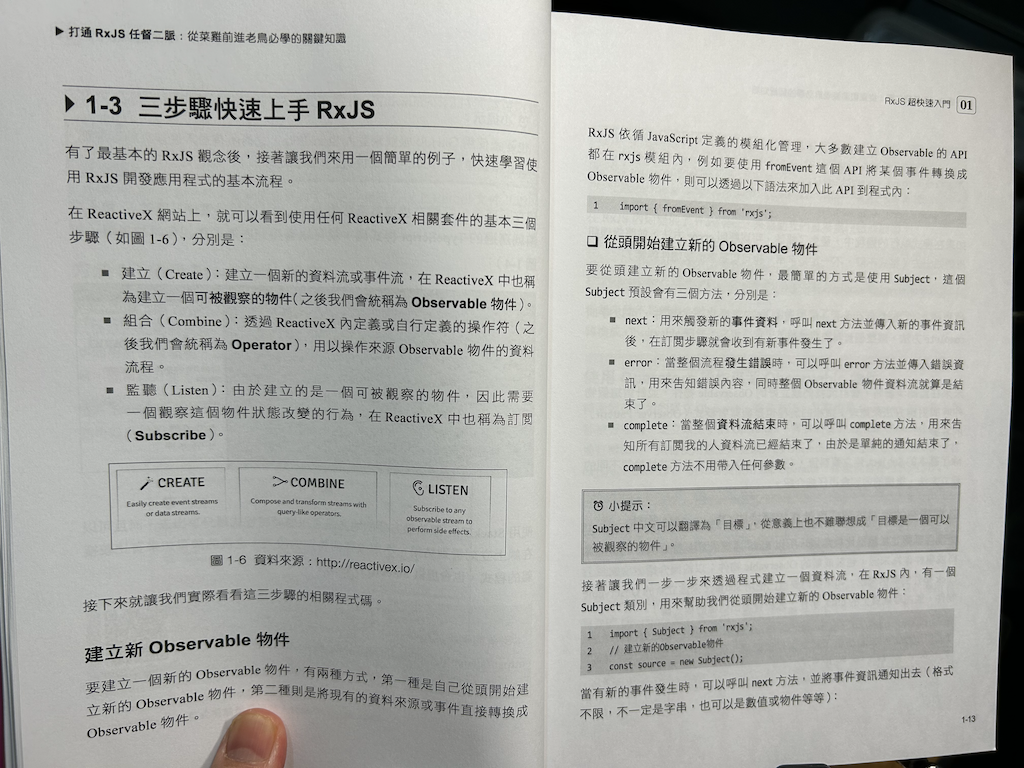 ▶ 打通 RxJS 任督二脈：從菜雞前進老鳥必學的關鍵知識
▶ 1-3 三步驟快速上手 RxJS
有了最基本的 RxJS 觀念後，接著讓我們來用一個簡單的例子，快速學習使
用 RxJS 開發應用程式的基本流程。
在 ReactiveX 網站上，就可以看到使用任何 ReactiveX 相關套件的基本三個
步驟（如圖 1-6），分別是：
■ 建立（Create）：建立一個新的資料流或事件流，在 ReactiveX 中也稱
為建立一個可被觀察的物件（之後我們會統稱為 Observable 物件）。
■ 組合（Combine）：透過 ReactiveX 內定義或自行定義的操作符（之
後我們會統稱為 Operator），用以操作來源 Observable 物件的資料
流程。
■ 監聽（Listen）：由於建立的是一個可被觀察的物件，因此需要
一個觀察這個物件狀態改變的行為，在 ReactiveX 中也稱為訂閱
（Subscribe）。
CREATE
Easily create event streams
or data streams.
COMBINE
Compose and transform streams with
query-like operators.
LISTEN
Subscribe to any
observable stream to
perform side effects.
圖 1-6 資料來源：http://reactivex.io/
接下來就讓我們實際看看這三步驟的相關程式碼。
建立新 Observable 物件
要建立一個新的 Observable 物件，有兩種方式，第一種是自己從頭開始建
立新的 Observable 物件，第二種則是將現有的資料來源或事件直接轉換成
Observable 物件。
RxJS 超快速入門 01
RxJS 依循 JavaScript 定義的模組化管理，大多數建立 Observable 的 API
都在 rxjs 模組內，例如要使用 fromEvent 這個 API 將某個事件轉換成
Observable 物件，則可以透過以下語法來加入此 API 到程式內：
1 import { fromEvent } from 'rxjs';
❑ 從頭開始建立新的 Observable 物件
要從頭建立新的 Observable 物件，最簡單的方式是使用 Subject，這個
Subject 預設會有三個方法，分別是：
■ next：用來觸發新的事件資料，呼叫 next 方法並傳入新的事件資訊
後，在訂閱步驟就會收到有新事件發生了。
■ error：當整個流程發生錯誤時，可以呼叫 error 方法並傳入錯誤資
訊，用來告知錯誤內容，同時整個 Observable 物件資料流就算是結
束了。
■ complete：當整個資料流結束時，可以呼叫 complete 方法，用來告
知所有訂閱我的人資料流已經結束了，由於是單純的通知結束了，
complete 方法不用帶入任何參數。
小提示：
Subject 中文可以翻譯為「目標」，從意義上也不難聯想成「目標是一個可以
被觀察的物件」。
接著讓我們一步一步來透過程式建立一個資料流，在 RxJS 內，有一個
Subject 類別，用來幫助我們從頭開始建立新的 Observable 物件：
1 import { Subject } from 'rxjs';
2 // 建立新的Observable物件
3 const source = new Subject();
當有新的事件發生時，可以呼叫 next 方法，並將事件資訊通知出去（格式
不限，不一定是字串，也可以是數值或物件等等）：
1-13